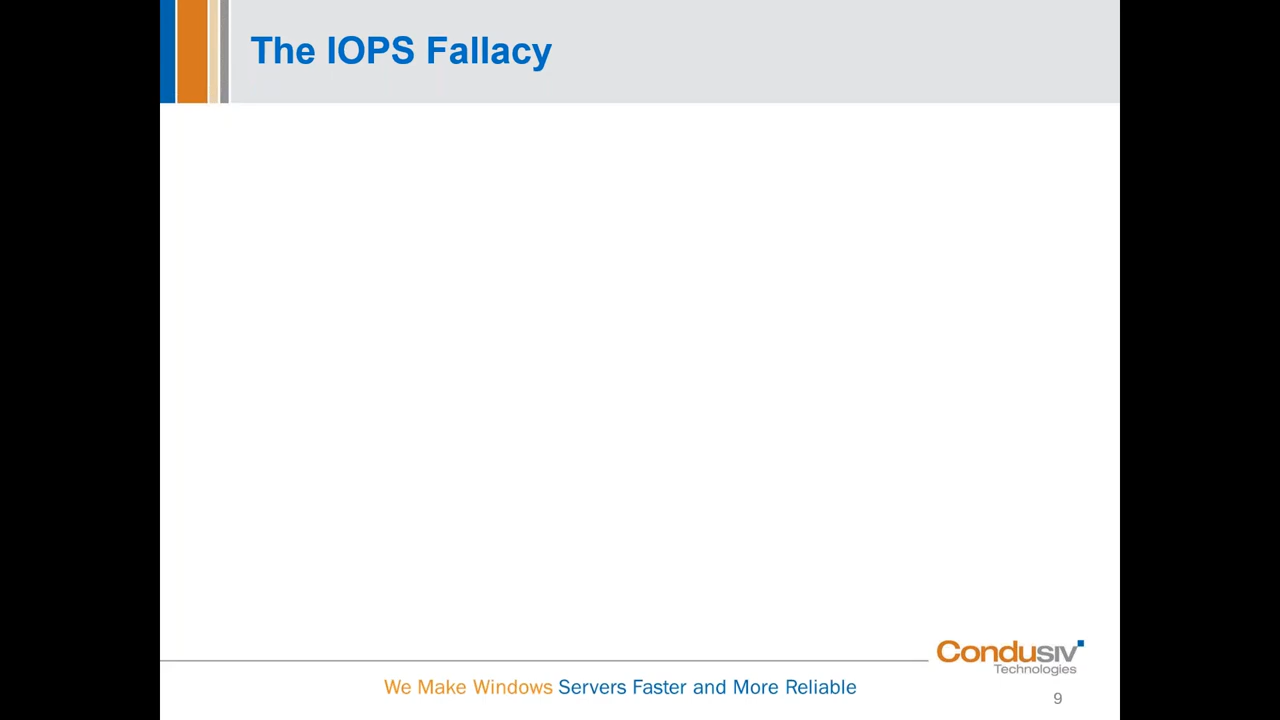 The IOPS Fallacy
Condusiv
Technologies
We Make Windows Servers Faster and More Reliable
9